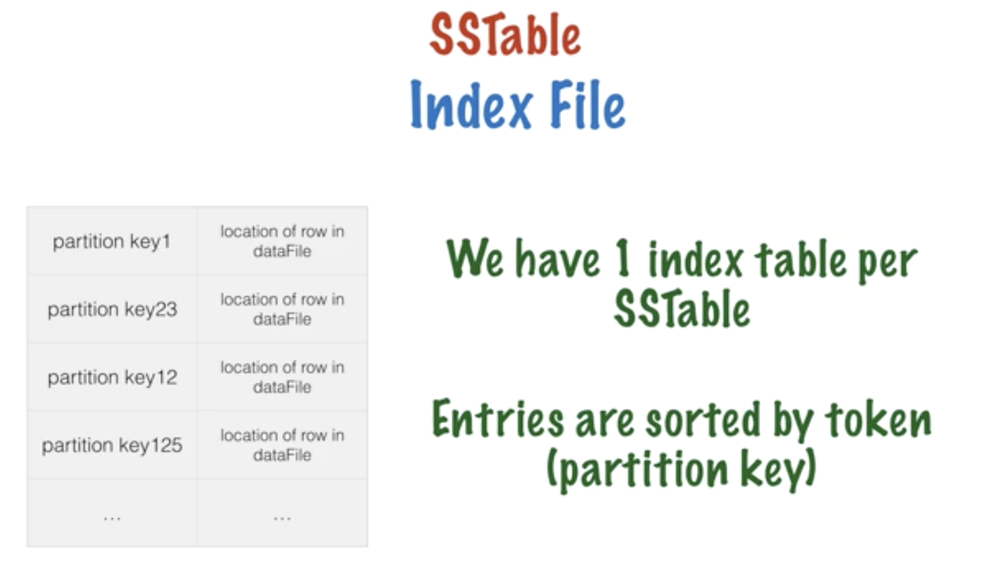 SSTable
Index File
partition key1
location of row in
dataFile
partition key23
location of row in
dataFile
partition key12
location of row in
dataFile
partition key125
location of row in
dataFile
...
...
We have 1 index table per
SSTable
Entries are sorted by token
(partition key)